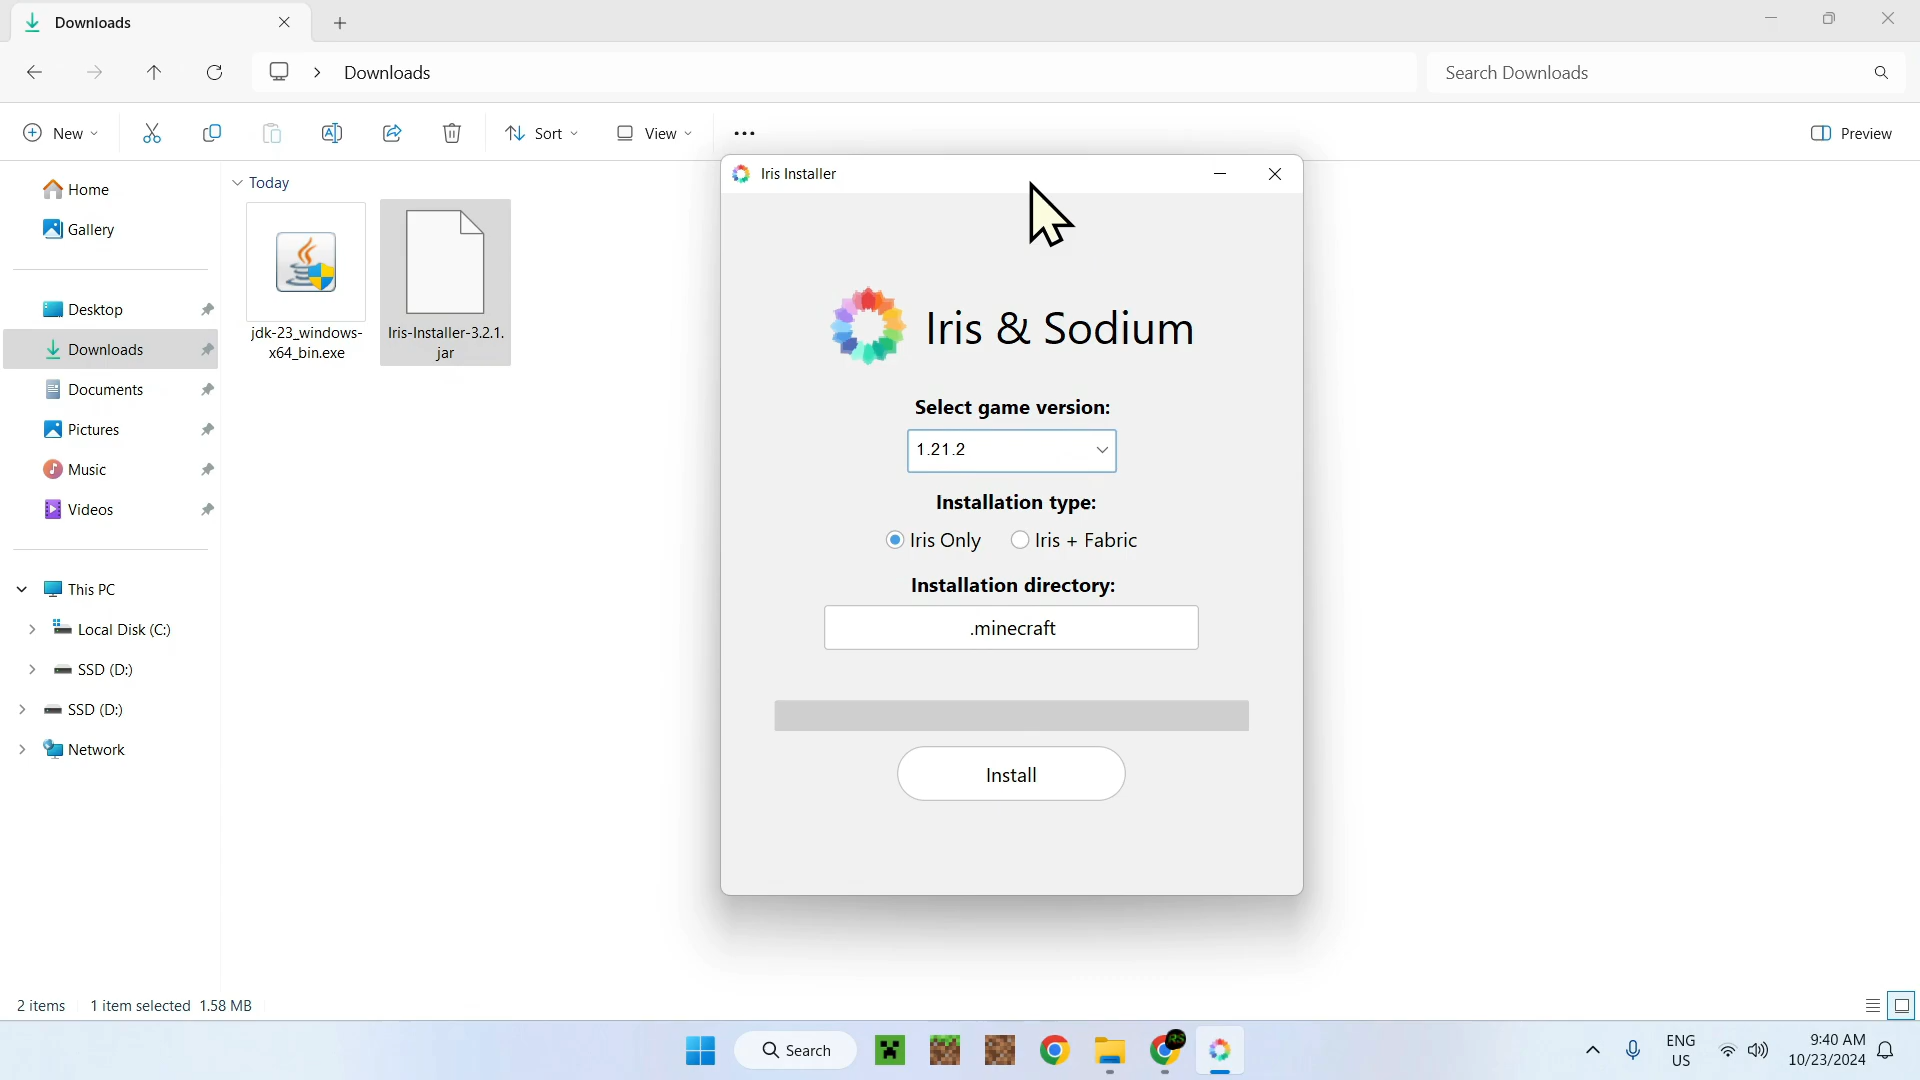 Downloads
Downloads
Search Downloads
New
Sort
View
Preview
Home
Gallery
Desktop
Downloads
Documents
Pictures
Music
Videos
This PC
Local Disk (C:)
SSD (D:)
SSD (D:)
Network
Today
jdk-23_windows-
x64_bin.exe
Iris-Installer-3.2.1.
jar
Iris Installer
Iris & Sodium
Select game version:
1.21.2
Installation type:
Iris Only
Iris + Fabric
Installation directory:
.minecraft
Install
2 items
1 item selected 1.58 MB
Search
RS
ENG
US
9:40 AM
10/23/2024